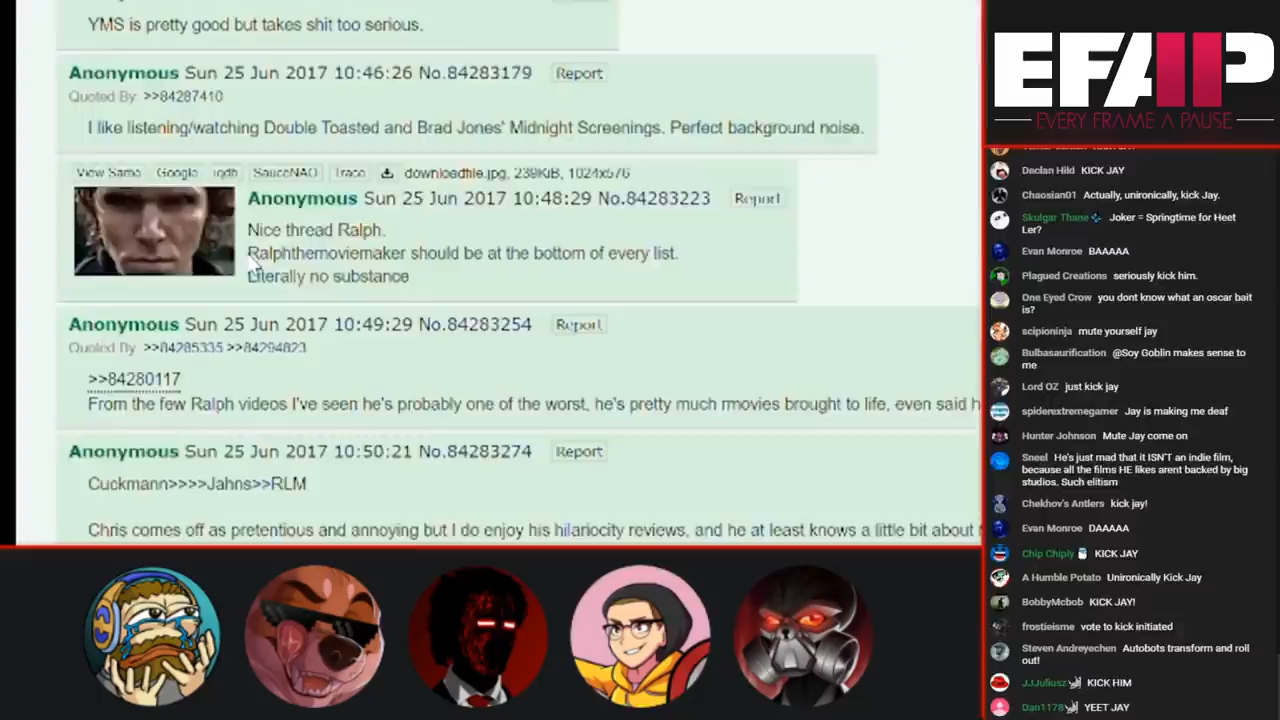 YMS is pretty good but takes shit too serious.
Anonymous Sun 25 Jun 2017 10:46:26 No.84283179 Report
Quoted By: >>84287410
I like listening/watching Double Toasted and Brad Jones' Midnight Screenings. Perfect background noise.
View Same Google iqdb SauceNAO Trace downloadfile.jpg, 239KiB, 1024x576
Anonymous Sun 25 Jun 2017 10:48:29 No.84283223 Report
Nice thread Ralph.
Ralphthemoviemaker should be at the bottom of every list.
Literally no substance
Anonymous Sun 25 Jun 2017 10:49:29 No.84283254 Report
Quoted By: >>84285335 >>84294823
>>84280117
From the few Ralph videos I've seen he's probably one of the worst, he's pretty much rmovies brought to life, even said h
Anonymous Sun 25 Jun 2017 10:50:21 No.84283274 Report
Cuckmann>>>>Jahns>>RLM
Chris comes off as pretentious and annoying but I do enjoy his hilariocity reviews, and he at least knows a little bit about
EFAP
EVERY FRAME A PAUSE
Declan Hild KICK JAY
Chaosian01 Actually, unironically, kick Jay.
Skulgar Thane Joker = Springtime for Heet
Ler?
Evan Monroe BAAAAA
Plagued Creations seriously kick him.
One Eyed Crow you dont know what an oscar bait
is?
scipioninja mute yourself jay
Bulbasaurification @Soy Goblin makes sense to
me
Lord OZ just kick jay
spiderextremegamer Jay is making me deaf
Hunter Johnson Mute Jay come on
Sneel He's just mad that it ISN'T an indie film,
because all the films HE likes arent backed by big
studios. Such elitism
Chekhov's Antlers kick jay!
Evan Monroe DAAAAA
Chip Chiply KICK JAY
A Humble Potato Unironically Kick Jay
BobbyMcbob KICK JAY!
frostieisme vote to kick initiated
Steven Andreyechen Autobots transform and roll
out!
JJJuliusz KICK HIM
Dan1178 YEET JAY